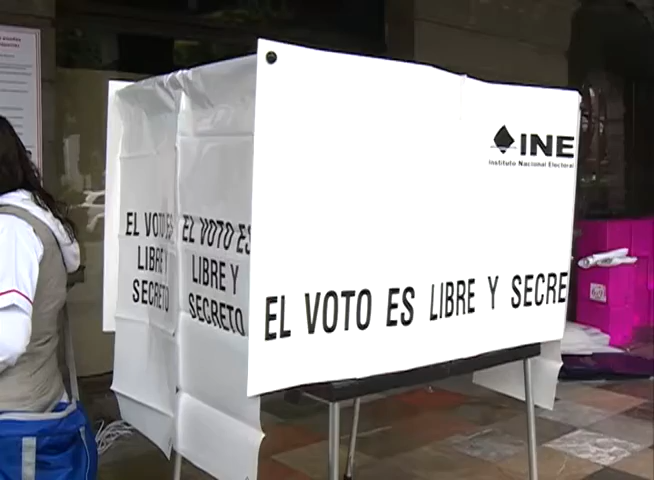 INE
Instituto Nacional Electoral
EL VOTO ES LIBRE Y SECRE
EL VOTO ES
LIBRE Y
SECRETO
EL VOTO ES
LIBRE Y
SECRETO